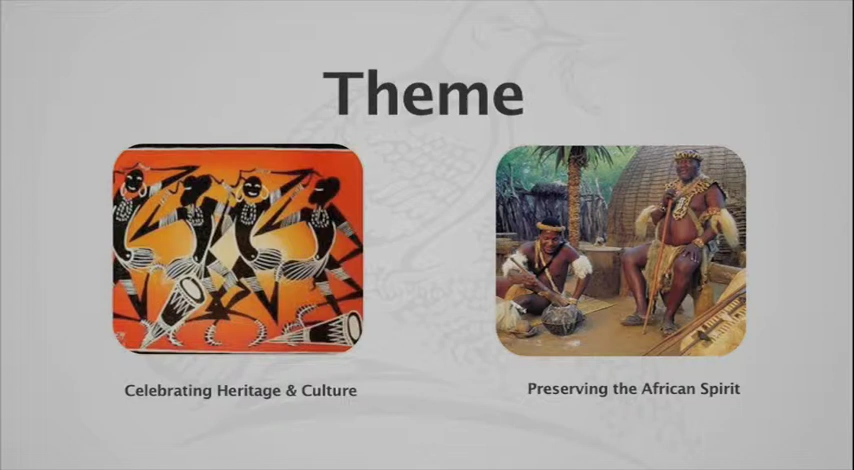 Theme
Celebrating Heritage & Culture
Preserving the African Spirit